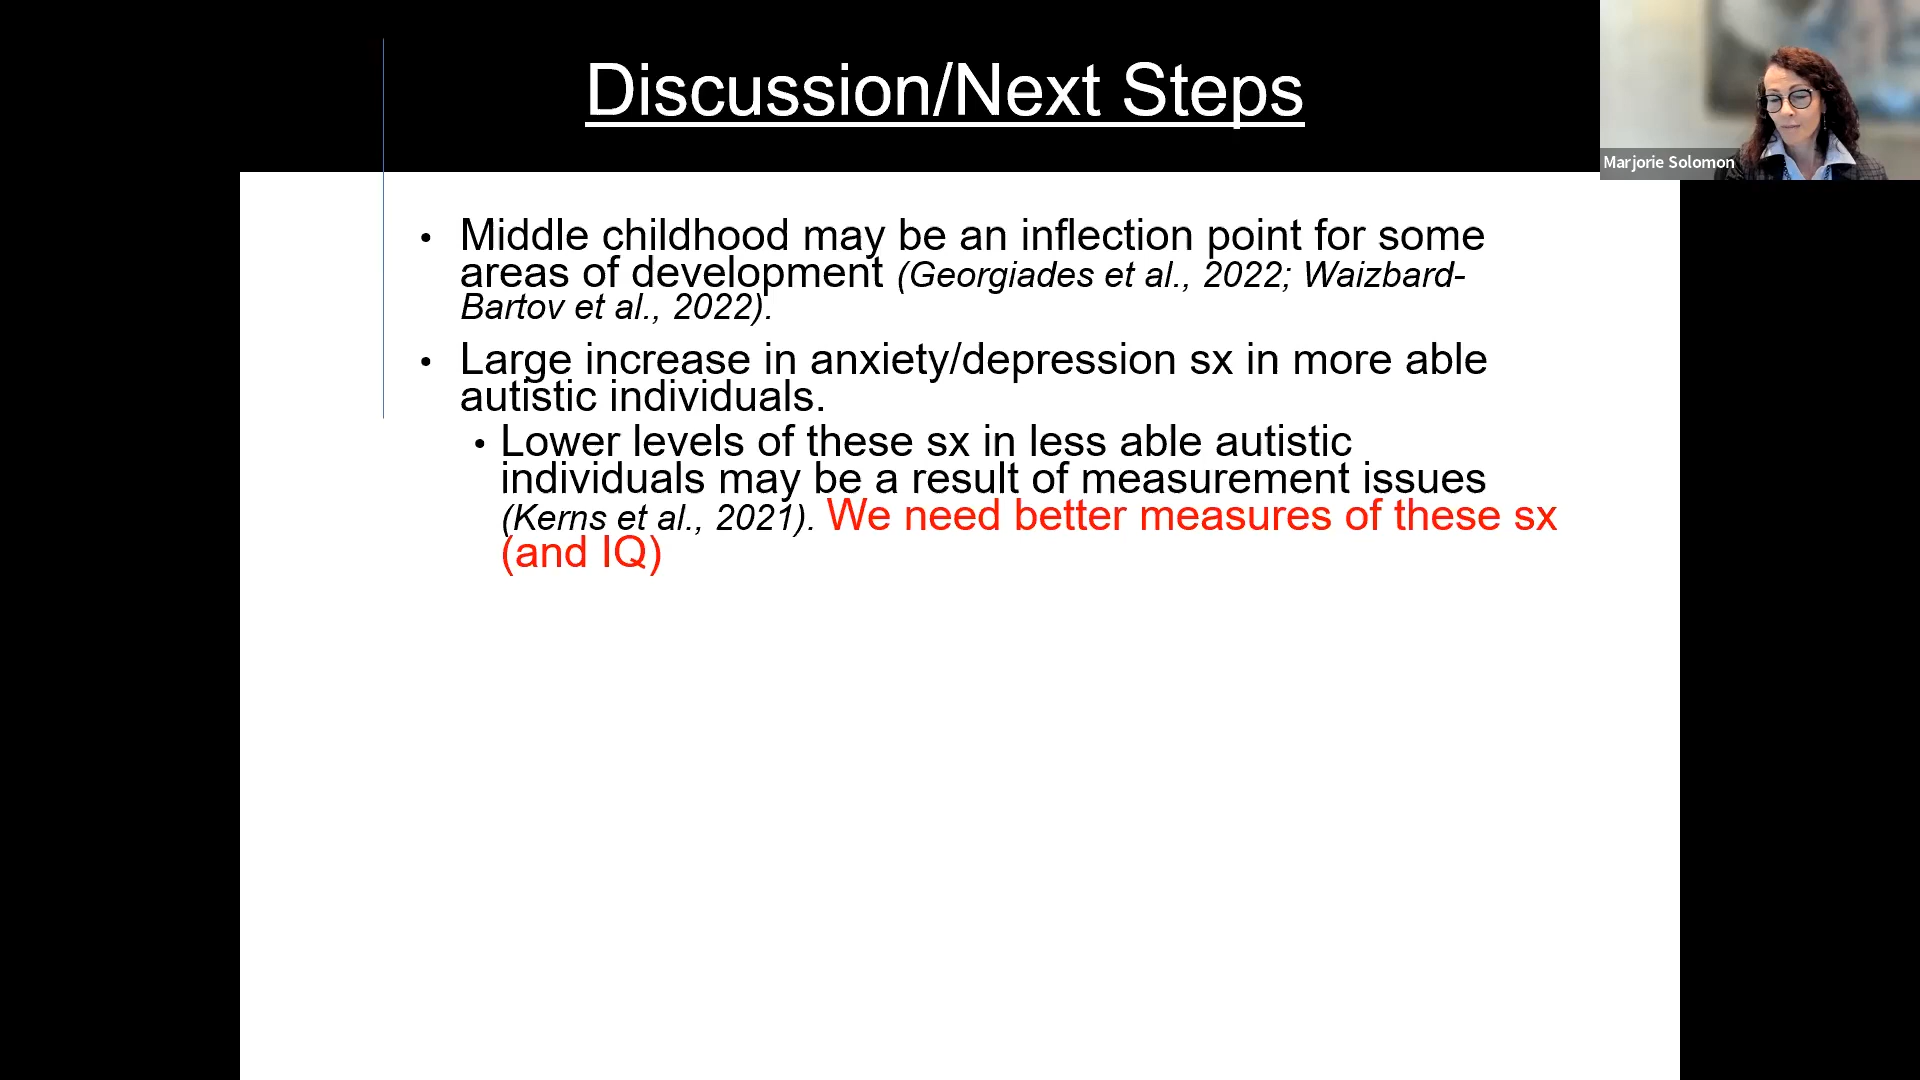 Discussion/Next Steps
Marjorie Solomon
• Middle childhood may be an inflection point for some
areas of development (Georgiades et al., 2022; Waizbard-
Bartov et al., 2022).
• Large increase in anxiety/depression sx in more able
autistic individuals.
• Lower levels of these sx in less able autistic
individuals may be a result of measurement issues
(Kerns et al., 2021). We need better measures of these sx
(and IQ)